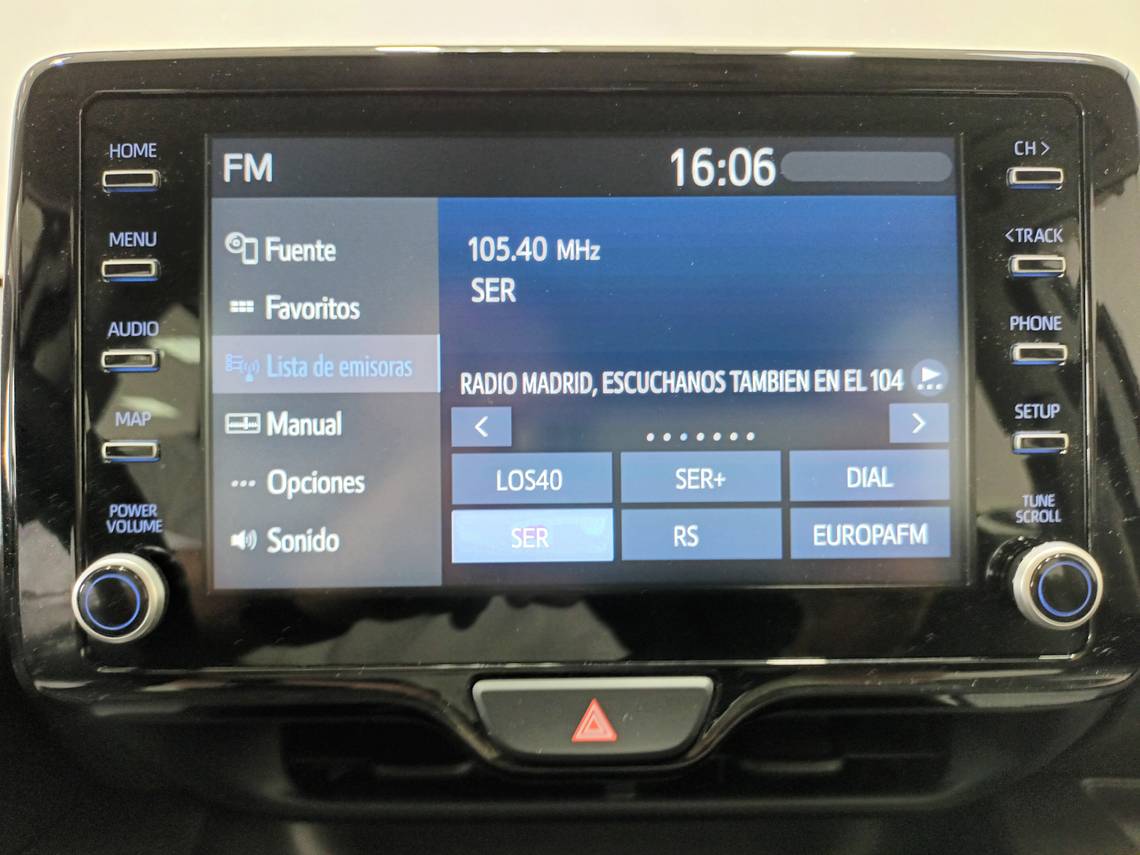 HOME
MENU
AUDIO
MAP
POWER
VOLUME
FM
16:06
Fuente
Favoritos
Lista de emisoras
Manual
Opciones
Sonido
105.40 MHz
SER
RADIO MADRID, ESCUCHANOS TAMBIEN EN EL 104
<
>
LOS40
SER+
DIAL
SER
RS
EUROPAFM
CH >
<TRACK
PHONE
SETUP
TUNE
SCROLL